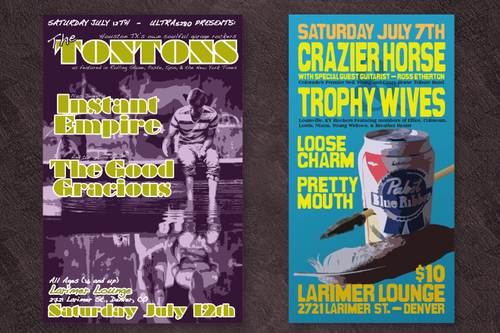 SATURDAY JULY 12TH - ULTRA5280 PRESENTS:
Houston TX's own soulful garage rockers
The
TONTONS
as featured in Rolling Stone, Paste, Spin, & the New York Times
Instant
Empire
The Good
Gracious
All Ages (16 and up)
Larimer Lounge
2721 Larimer St., Denver, CO
Saturday July 12th
SATURDAY JULY 7TH
CRAZIER HORSE
WITH SPECIAL GUEST GUITARIST - ROSS ETHERTON
TROPHY WIVES
Louisville, KY Rockers Featuring members of Elliot, Coliseum,
Lords, Young Widows, & Breather Resist
LOOSE
CHARM
PRETTY
MOUTH
Pabst
Blue Ribbon
$10
LARIMER LOUNGE
2721 LARIMER ST. - DENVER